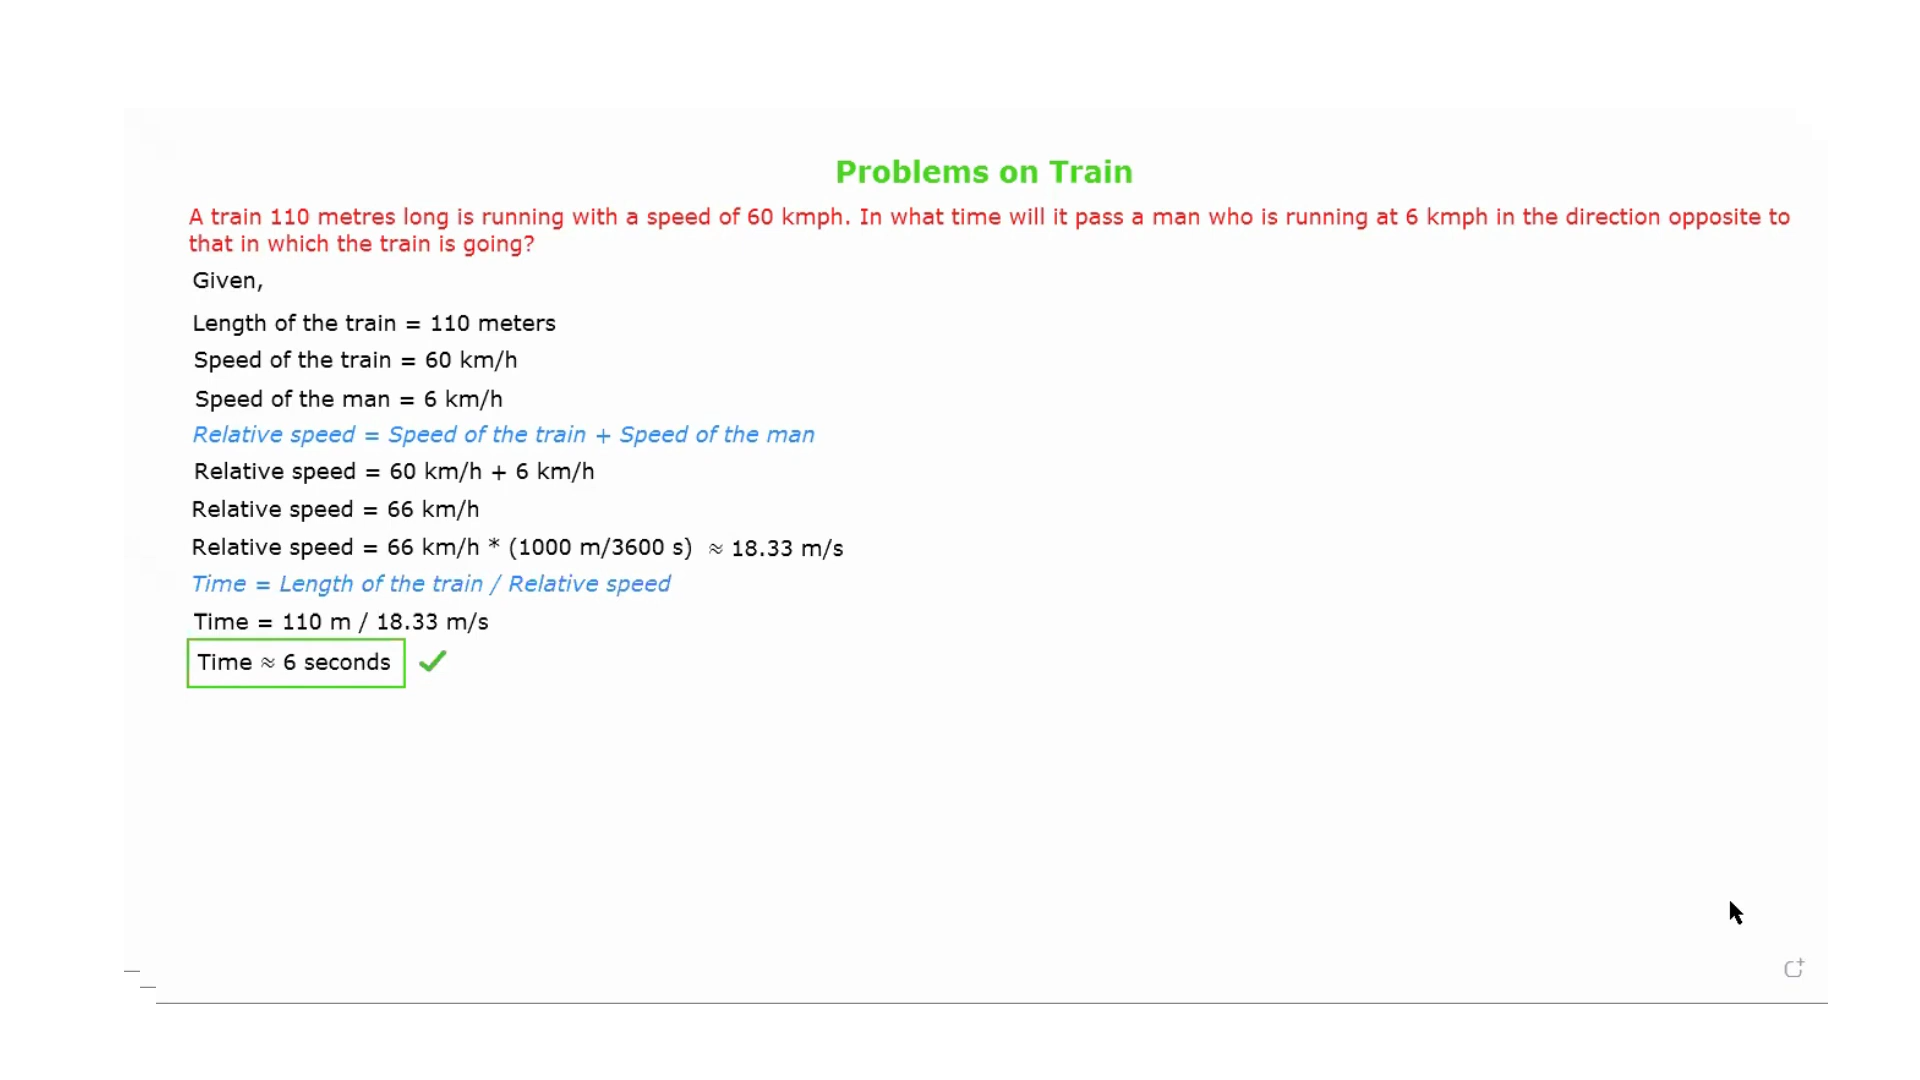 Problems on Train
A train 110 metres long is running with a speed of 60 kmph. In what time will it pass a man who is running at 6 kmph in the direction opposite to
that in which the train is going?
Given,
Length of the train = 110 meters
Speed of the train = 60 km/h
Speed of the man = 6 km/h
Relative speed = Speed of the train + Speed of the man
Relative speed = 60 km/h + 6 km/h
Relative speed = 66 km/h
Relative speed = 66 km/h * (1000 m/3600 s) ≈ 18.33 m/s
Time = Length of the train / Relative speed
Time = 110 m / 18.33 m/s
Time ≈ 6 seconds